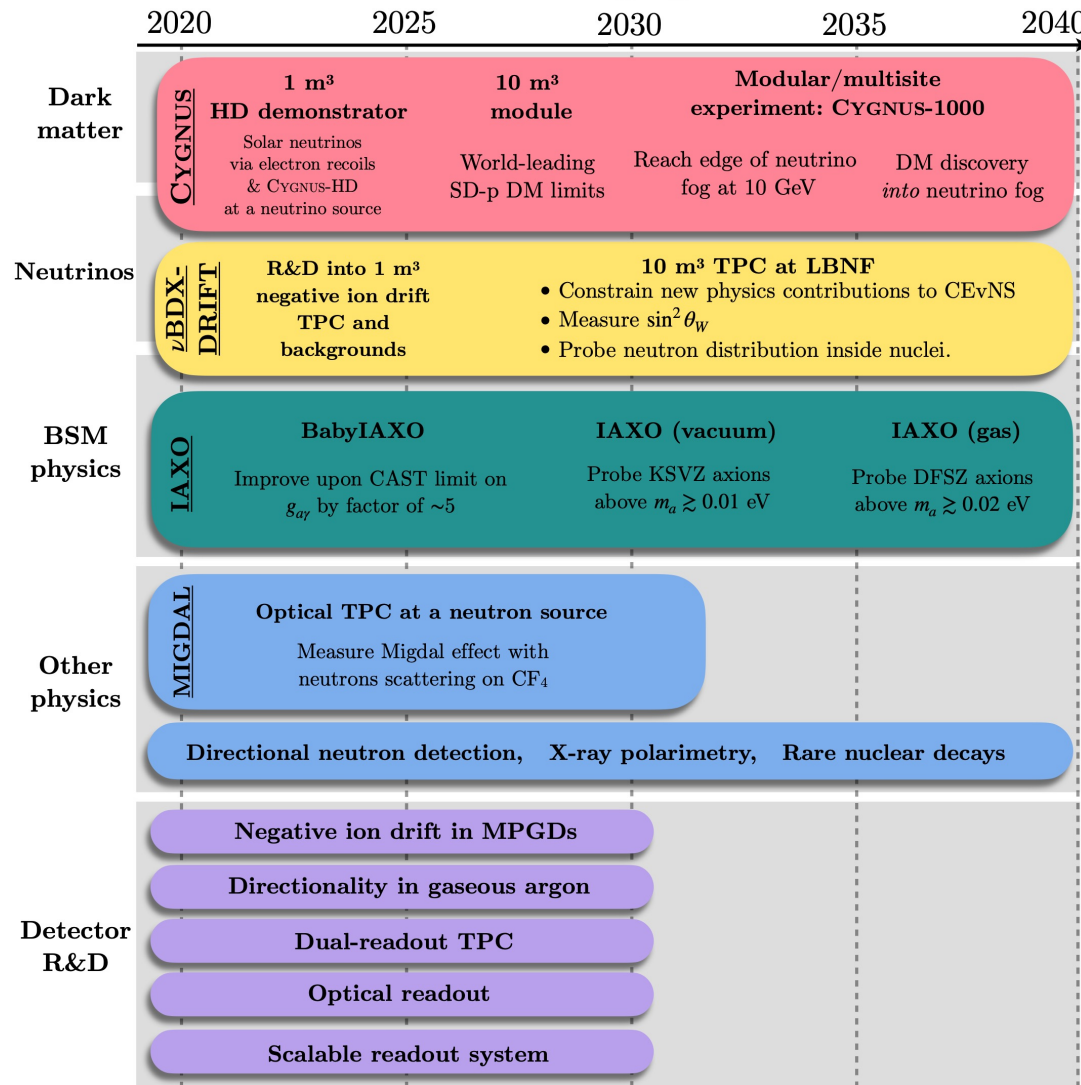 2020 2025 2030 2035 2040
Dark
matter
CYGNUS
1 m³
HD demonstrator
Solar neutrinos
via electron recoils
& CYGNUS-HD
at a neutrino source
10 m³
module
World-leading
SD-p DM limits
Modular/multisite
experiment: CYGNUS-1000
Reach edge of neutrino
fog at 10 GeV
DM discovery
into neutrino fog
Neutrinos
νBDX-
DRIFT
R&D into 1 m³
negative ion drift
TPC and
backgrounds
10 m³ TPC at LBNF
• Constrain new physics contributions to CEνNS
• Measure sin² θ_W
• Probe neutron distribution inside nuclei.
BSM
physics
IAXO
BabyIAXO
Improve upon CAST limit on
g_aγ by factor of ~5
IAXO (vacuum)
Probe KSVZ axions
above m_a ≳ 0.01 eV
IAXO (gas)
Probe DFSZ axions
above m_a ≳ 0.02 eV
Other
physics
MIGDAL
Optical TPC at a neutron source
Measure Migdal effect with
neutrons scattering on CF₄
Directional neutron detection, X-ray polarimetry, Rare nuclear decays
Detector
R&D
Negative ion drift in MPGDs
Directionality in gaseous argon
Dual-readout TPC
Optical readout
Scalable readout system